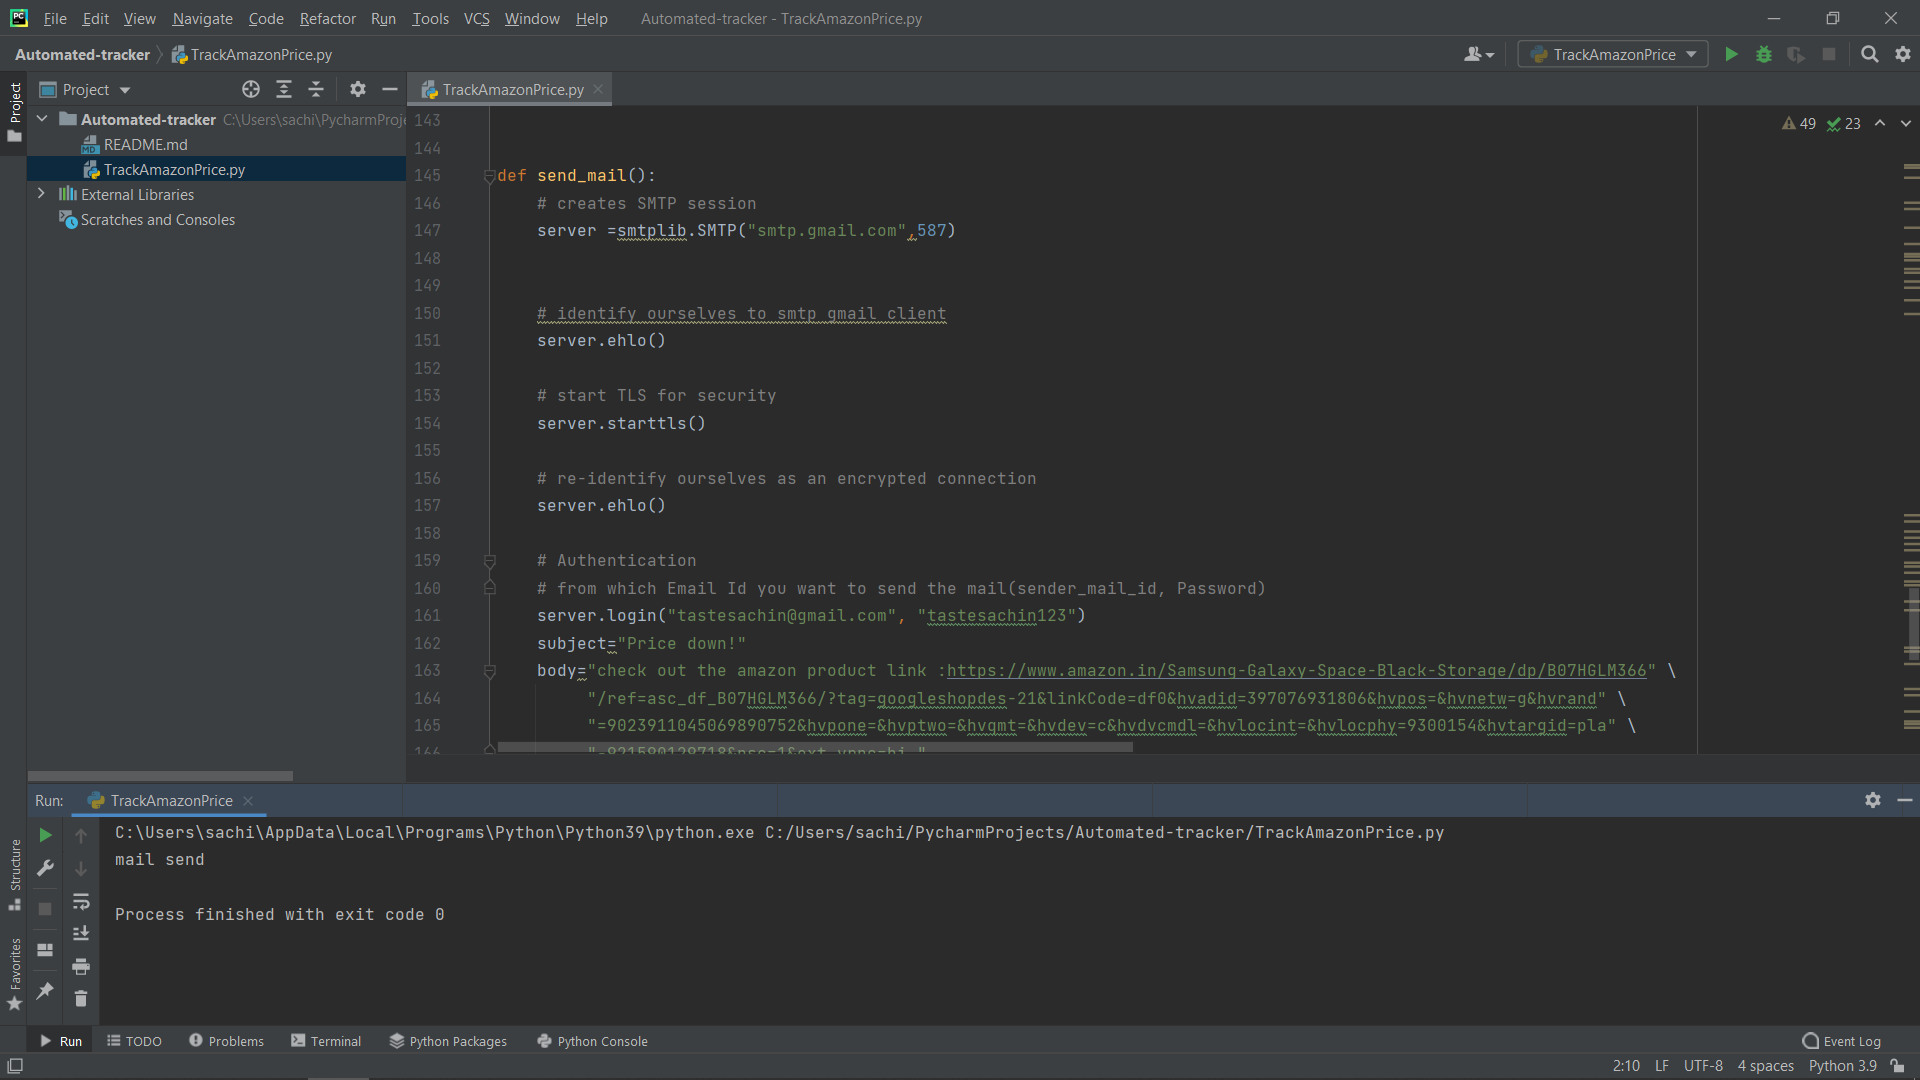 File Edit View Navigate Code Refactor Run Tools VCS Window Help Automated-tracker - TrackAmazonPrice.py
Automated-tracker TrackAmazonPrice.py TrackAmazonPrice
Project
Project
TrackAmazonPrice.py
Automated-tracker C:\Users\sachi\PycharmProje
README.md
TrackAmazonPrice.py
External Libraries
Scratches and Consoles
49 23
143
144
145 def send_mail():
146 # creates SMTP session
147 server =smtplib.SMTP("smtp.gmail.com",587)
148
149
150 # identify ourselves to smtp gmail client
151 server.ehlo()
152
153 # start TLS for security
154 server.starttls()
155
156 # re-identify ourselves as an encrypted connection
157 server.ehlo()
158
159 # Authentication
160 # from which Email Id you want to send the mail(sender_mail_id, Password)
161 server.login("tastesachin@gmail.com", "tastesachin123")
162 subject="Price down!"
163 body="check out the amazon product link :https://www.amazon.in/Samsung-Galaxy-Space-Black-Storage/dp/B07HGLM366" \
164 "/ref=asc_df_B07HGLM366/?tag=googleshopdes-21&linkCode=df0&hvadid=397076931806&hvpos=&hvnetw=g&hvrand" \
165 "=9023911045069890752&hvpone=&hvptwo=&hvqmt=&hvdev=c&hvdvcmdl=&hvlocint=&hvlocphy=9300154&hvtargid=pla" \
166
Run: TrackAmazonPrice
C:\Users\sachi\AppData\Local\Programs\Python\Python39\python.exe C:/Users/sachi/PycharmProjects/Automated-tracker/TrackAmazonPrice.py
mail send
Process finished with exit code 0
Structure
Favorites
Run TODO Problems Terminal Python Packages Python Console Event Log
2:10 LF UTF-8 4 spaces Python 3.9